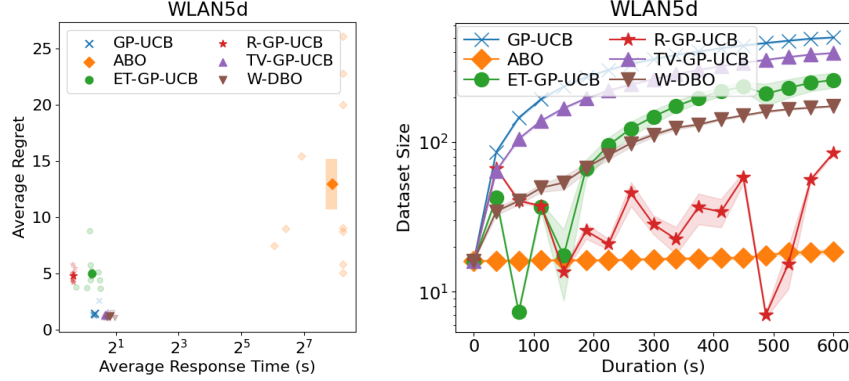 WLAN5d
25
20
15
10
5
0
Average Regret
GP-UCB
ABO
ET-GP-UCB
R-GP-UCB
TV-GP-UCB
W-DBO
2^1
2^3
2^5
2^7
Average Response Time (s)
WLAN5d
10^2
10^1
Dataset Size
GP-UCB
ABO
ET-GP-UCB
R-GP-UCB
TV-GP-UCB
W-DBO
0
100
200
300
400
500
600
Duration (s)